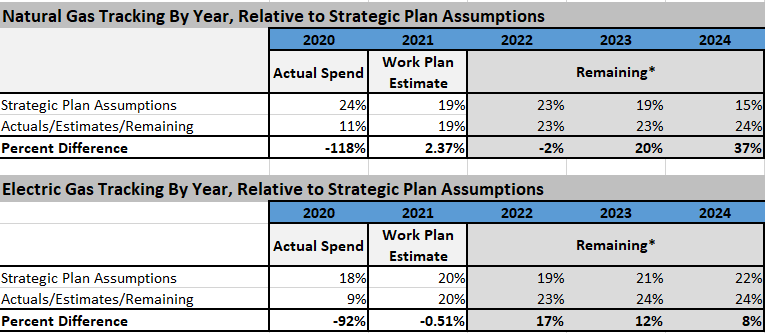 Natural Gas Tracking By Year, Relative to Strategic Plan Assumptions
2020 2021 2022 2023 2024
Actual Spend Work Plan Estimate Remaining*
Strategic Plan Assumptions 24% 19% 23% 19% 15%
Actuals/Estimates/Remaining 11% 19% 23% 23% 24%
Percent Difference -118% 2.37% -2% 20% 37%
Electric Gas Tracking By Year, Relative to Strategic Plan Assumptions
2020 2021 2022 2023 2024
Actual Spend Work Plan Estimate Remaining*
Strategic Plan Assumptions 18% 20% 19% 21% 22%
Actuals/Estimates/Remaining 9% 20% 23% 24% 24%
Percent Difference -92% -0.51% 17% 12% 8%